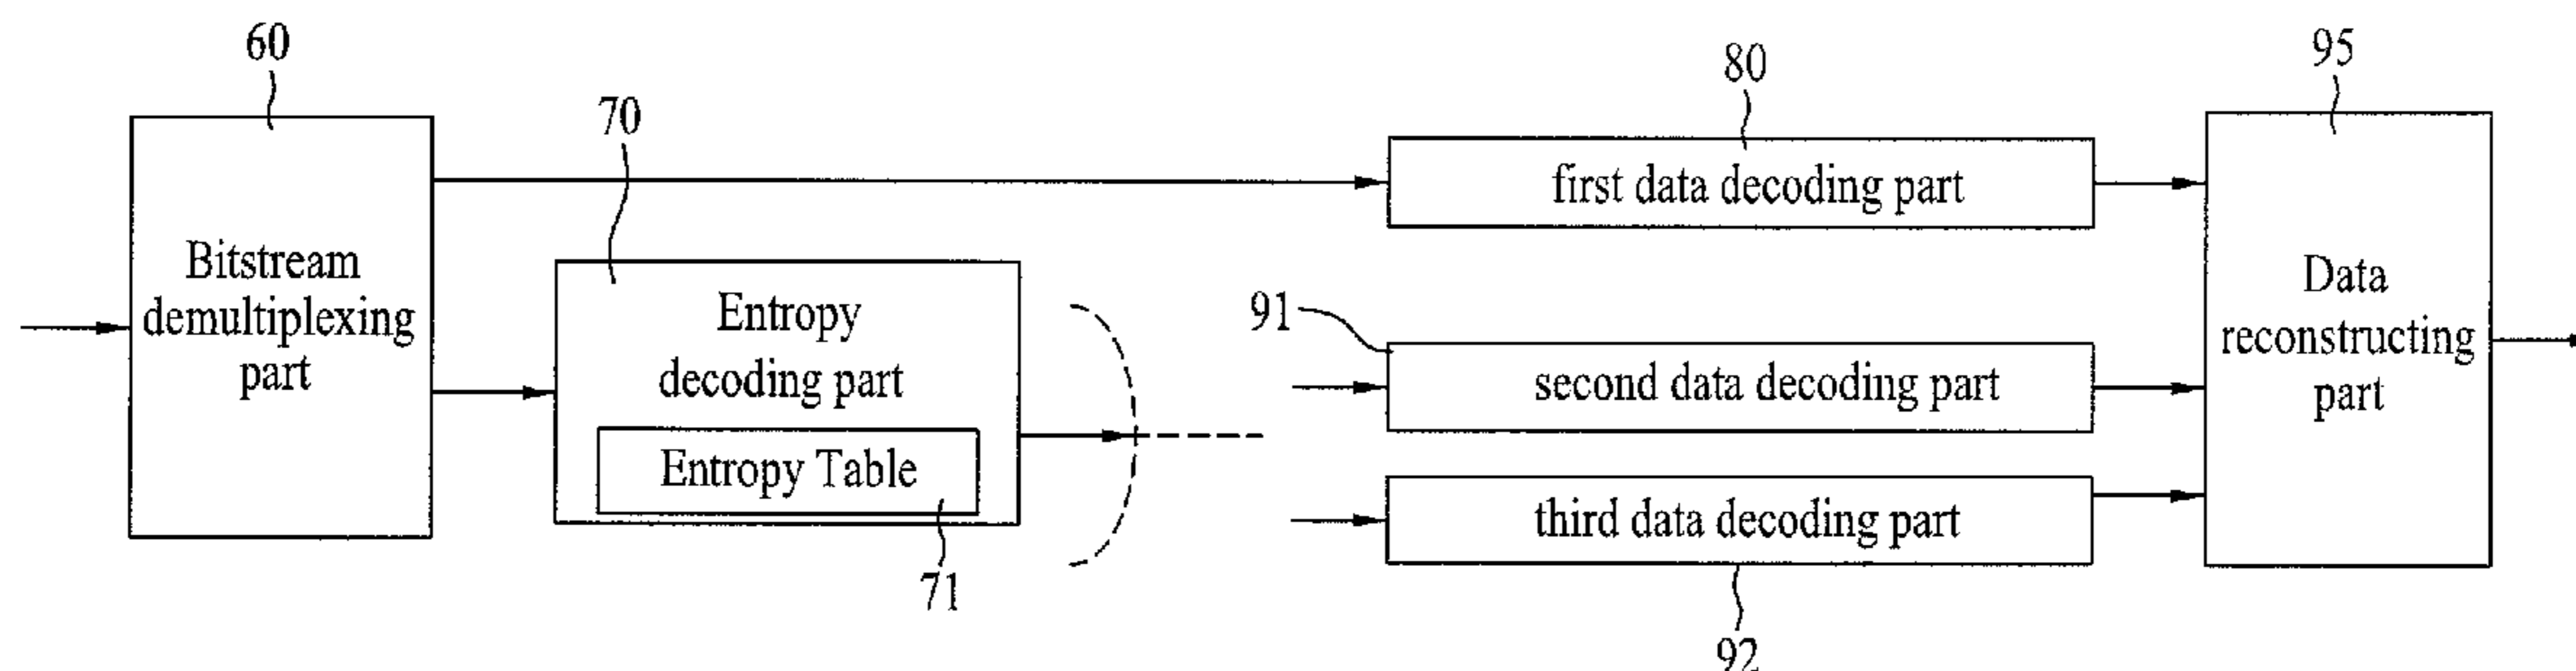 60
70
80
95
Bitstream
demultiplexing
part
Entropy
decoding part
Entropy Table
71
first data decoding part
91
second data decoding part
third data decoding part
92
Data
reconstructing
part